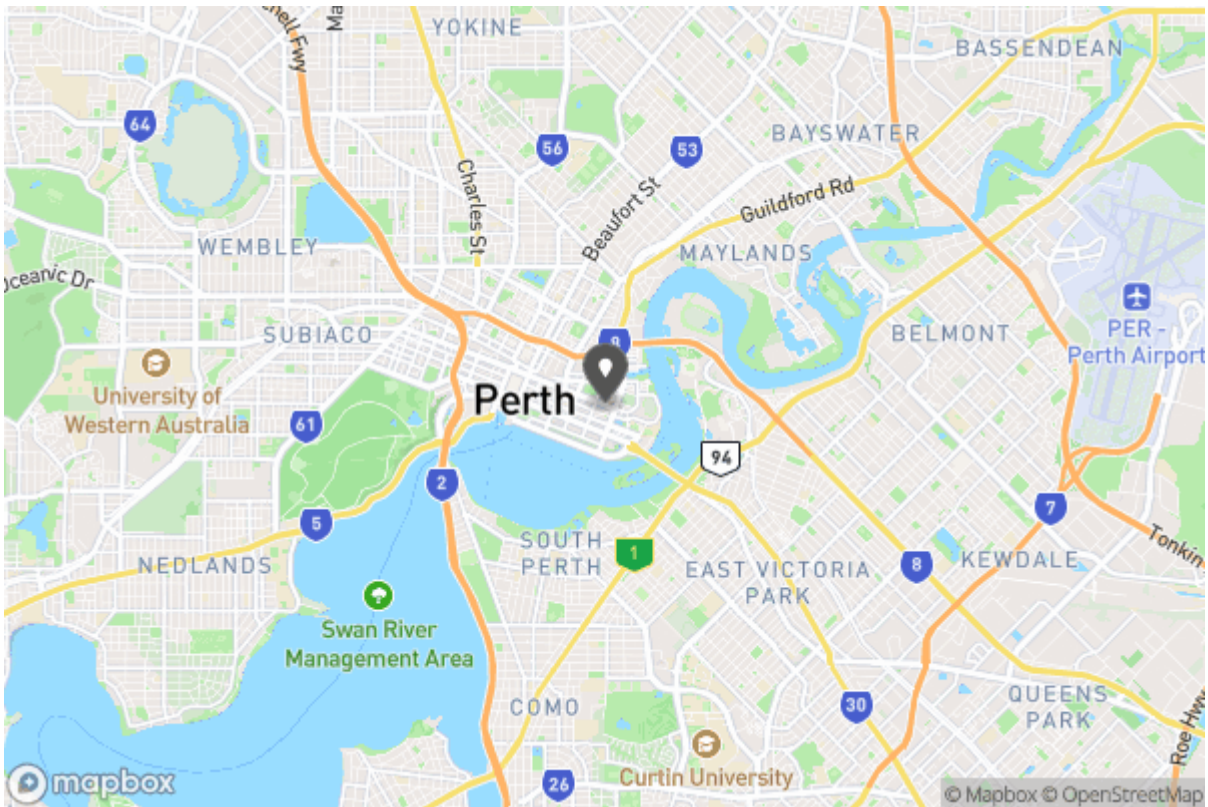 YOKINE
BASSENDEAN
64
56
53
BAYSWATER
Charles St
Beaufort St
Guildford Rd
WEMBLEY
MAYLANDS
Oceanic Dr
SUBIACO
BELMONT
PER -
Perth Airport
University of
Western Australia
Perth
61
94
2
5
7
SOUTH
PERTH
1
Tonkin
NEDLANDS
EAST VICTORIA
PARK
8
KEWDALE
Swan River
Management Area
COMO
30
QUEENS
PARK
Roe Hwy
Curtin University
26
mapbox
© Mapbox © OpenStreetMap